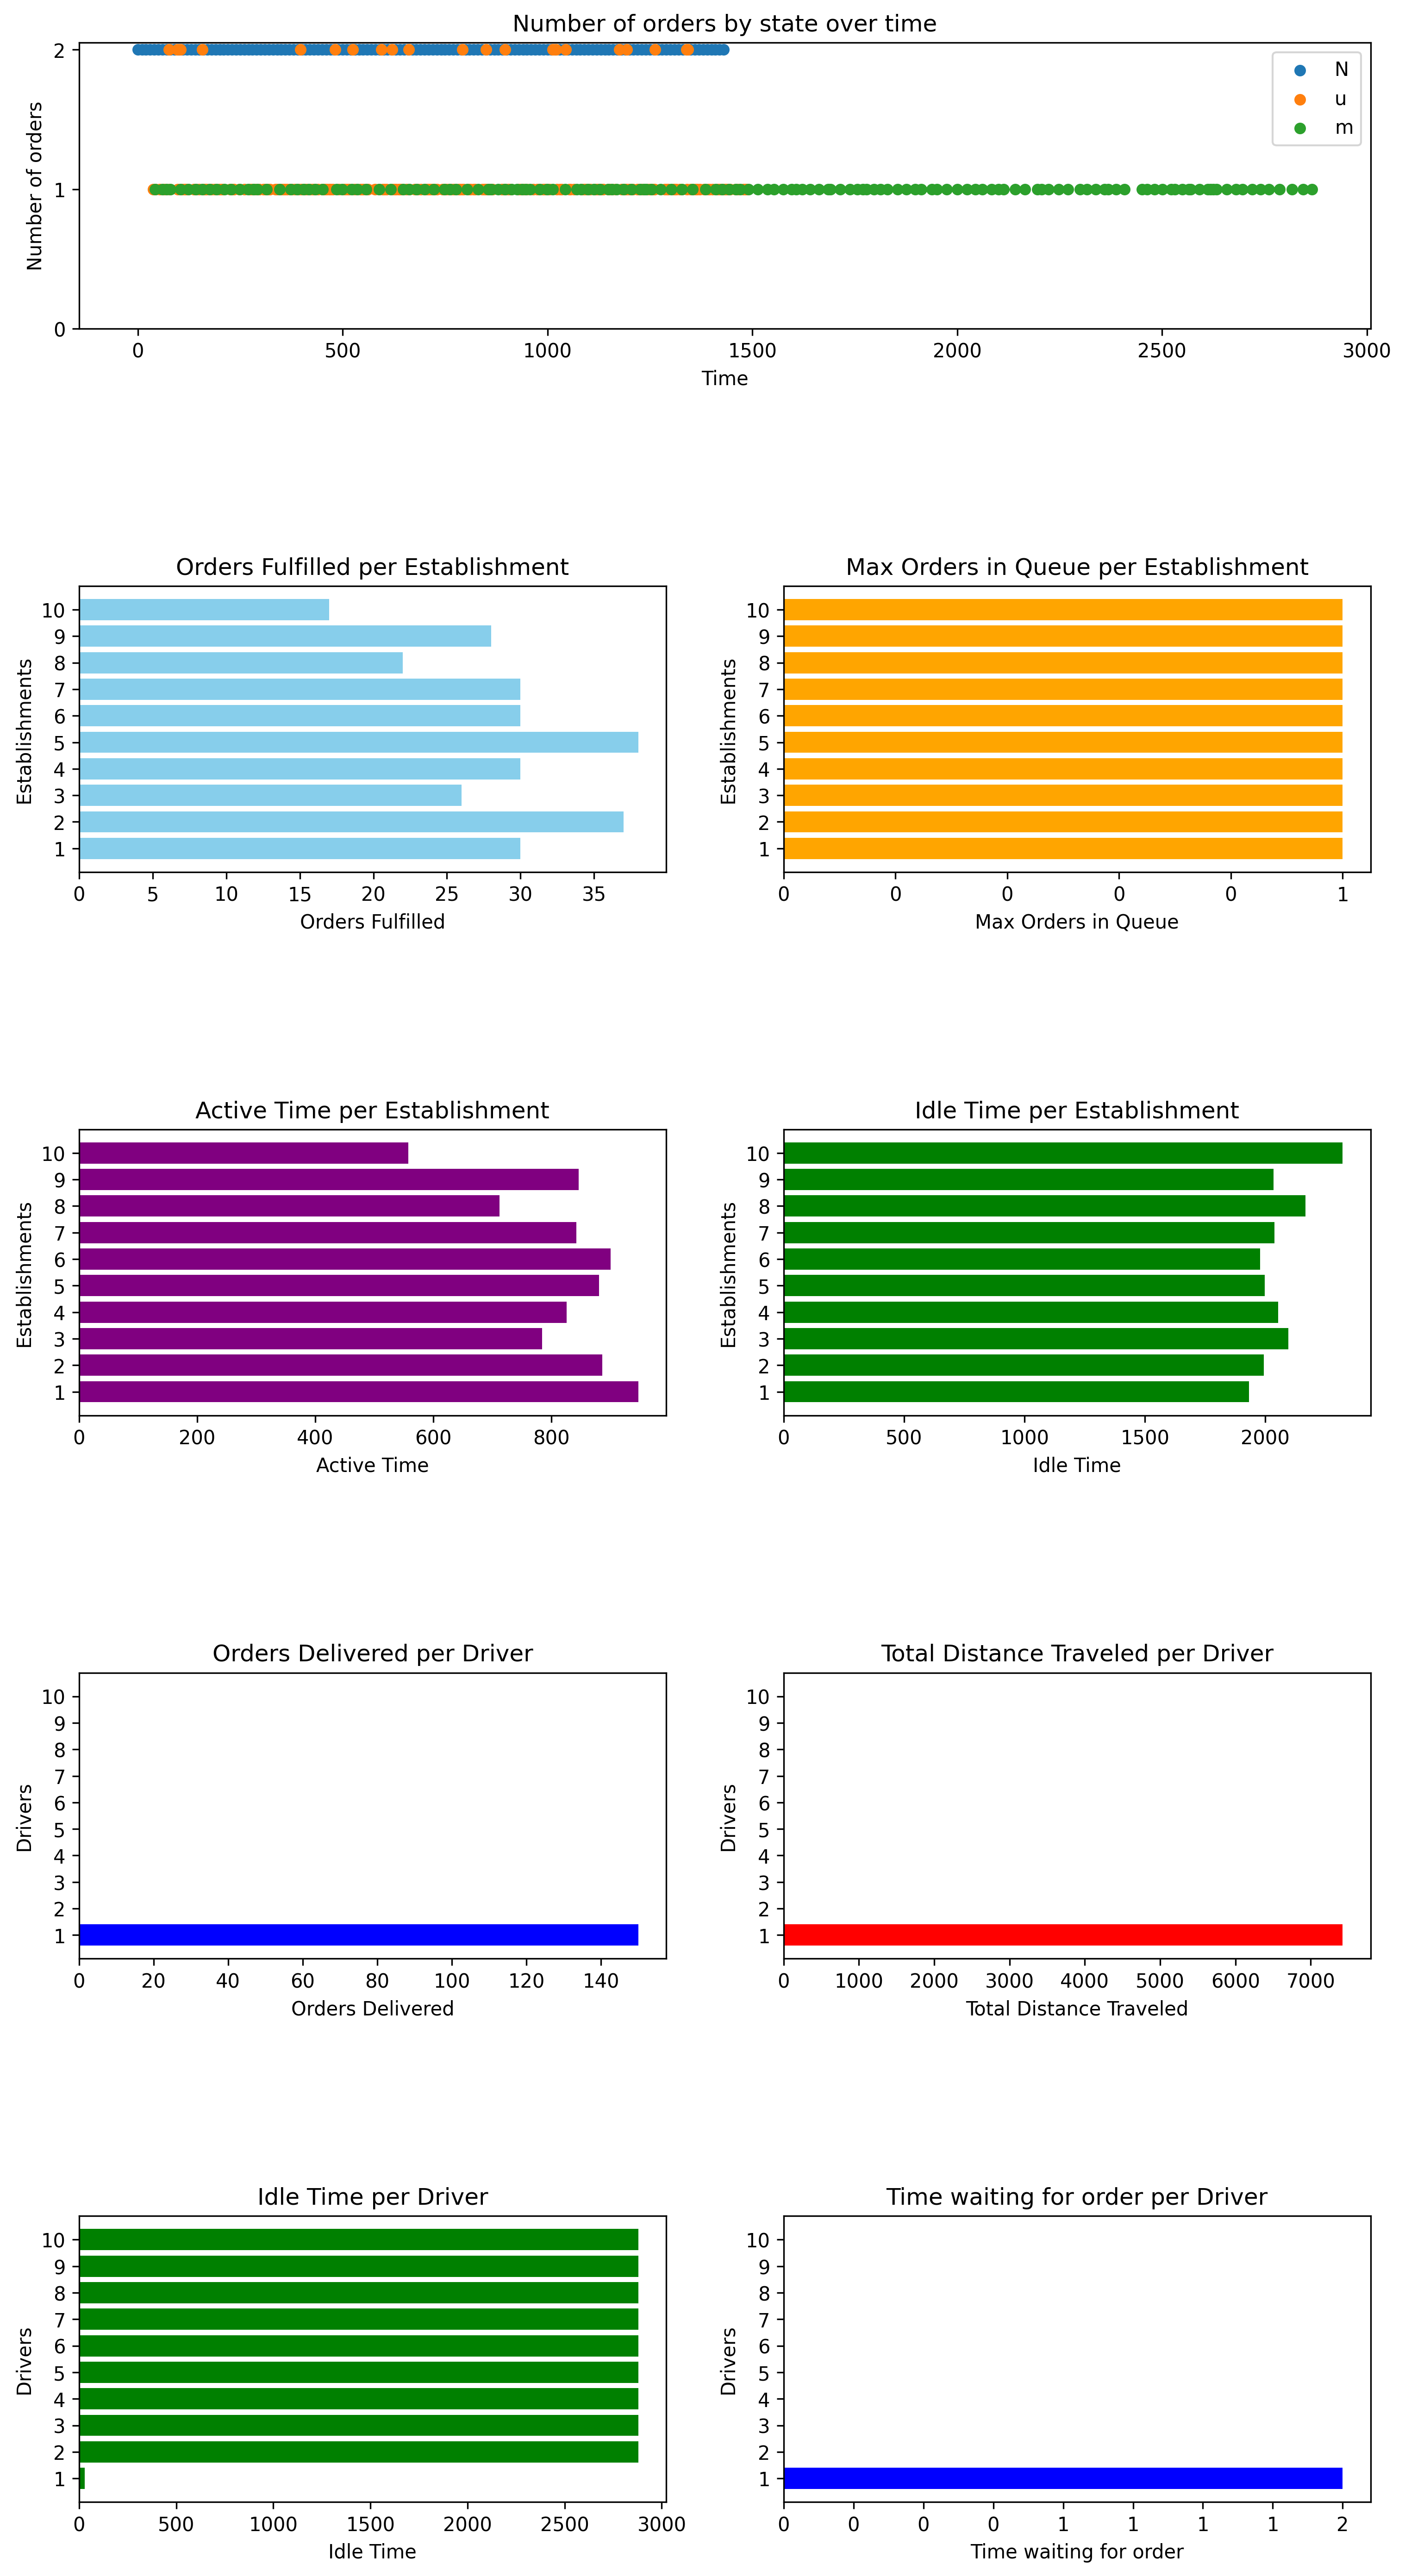 Number of orders by state over time
Number of orders
2
1
0
N
u
m
0 500 1000 1500 2000 2500 3000
Time
Orders Fulfilled per Establishment
Establishments
10
9
8
7
6
5
4
3
2
1
0 5 10 15 20 25 30 35
Orders Fulfilled
Max Orders in Queue per Establishment
Establishments
10
9
8
7
6
5
4
3
2
1
0 0 0 0 0 1
Max Orders in Queue
Active Time per Establishment
Establishments
10
9
8
7
6
5
4
3
2
1
0 200 400 600 800
Active Time
Idle Time per Establishment
Establishments
10
9
8
7
6
5
4
3
2
1
0 500 1000 1500 2000
Idle Time
Orders Delivered per Driver
Drivers
10
9
8
7
6
5
4
3
2
1
0 20 40 60 80 100 120 140
Orders Delivered
Total Distance Traveled per Driver
Drivers
10
9
8
7
6
5
4
3
2
1
0 1000 2000 3000 4000 5000 6000 7000
Total Distance Traveled
Idle Time per Driver
Drivers
10
9
8
7
6
5
4
3
2
1
0 500 1000 1500 2000 2500 3000
Idle Time
Time waiting for order per Driver
Drivers
10
9
8
7
6
5
4
3
2
1
0 0 0 0 1 1 1 1 2
Time waiting for order